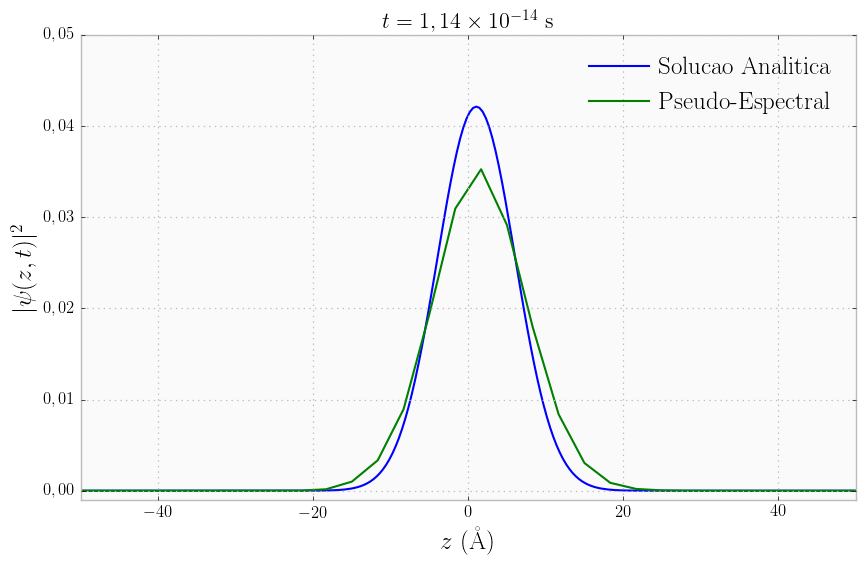 t = 1,14 × 10⁻¹⁴ s
Solucao Analitica
Pseudo-Espectral
|ψ(z, t)|²
0,05
0,04
0,03
0,02
0,01
0,00
−40 −20 0 20 40
z (Å)